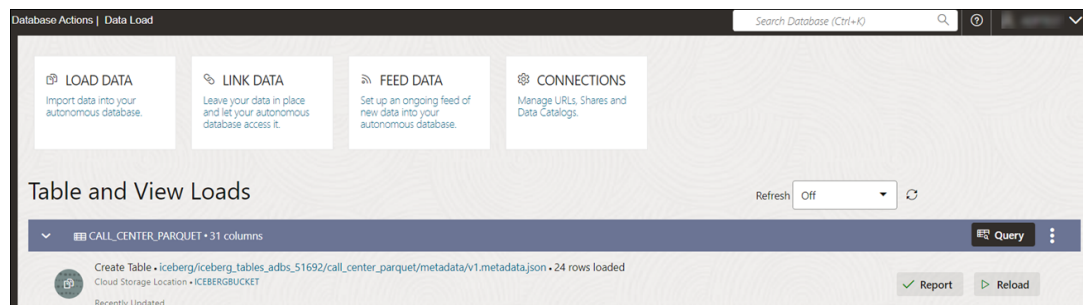 Database Actions | Data Load
Search Database (Ctrl+K)
LOAD DATA
Import data into your
autonomous database.
LINK DATA
Leave your data in place
and let your autonomous
database access it.
FEED DATA
Set up an ongoing feed of
new data into your
autonomous database.
CONNECTIONS
Manage URLs, Shares and
Data Catalogs.
Table and View Loads
Refresh Off
CALL_CENTER_PARQUET • 31 columns
Query
Create Table • iceberg/iceberg_tables_adbs_51692/call_center_parquet/metadata/v1.metadata.json • 24 rows loaded
Cloud Storage Location • ICEBERGBUCKET
Report
Reload
Recently Updated